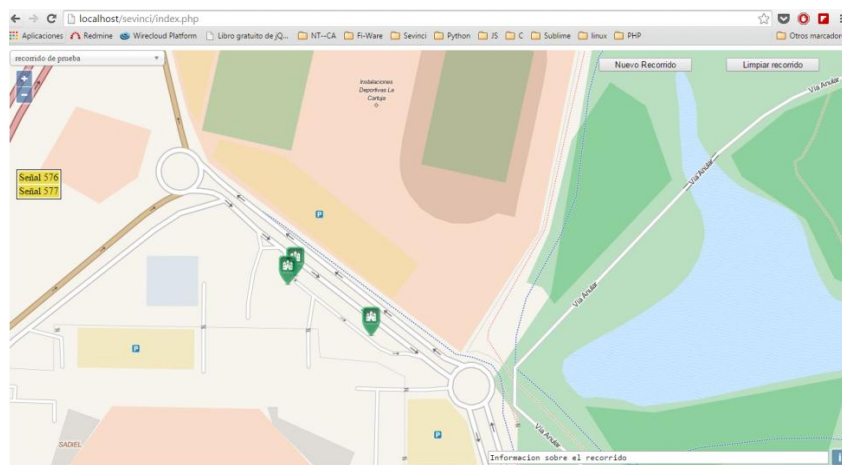 localhost/sevinci/index.php
Aplicaciones Redmine Wirecloud Platform Libro gratuito de jQ... NT--CA Fi-Ware Sevinci Python JS C Sublime linux PHP Otros marcador
recorrido de prueba
Nuevo Recorrido
Limpiar recorrido
+
−
Instalaciones
Deportivas La
Cartuja
Vía Anular
Vía Anular
Señal 576
Señal 577
P
Vía Anular
P
SADIEL
P
Vía Anular
Informacion sobre el recorrido
i